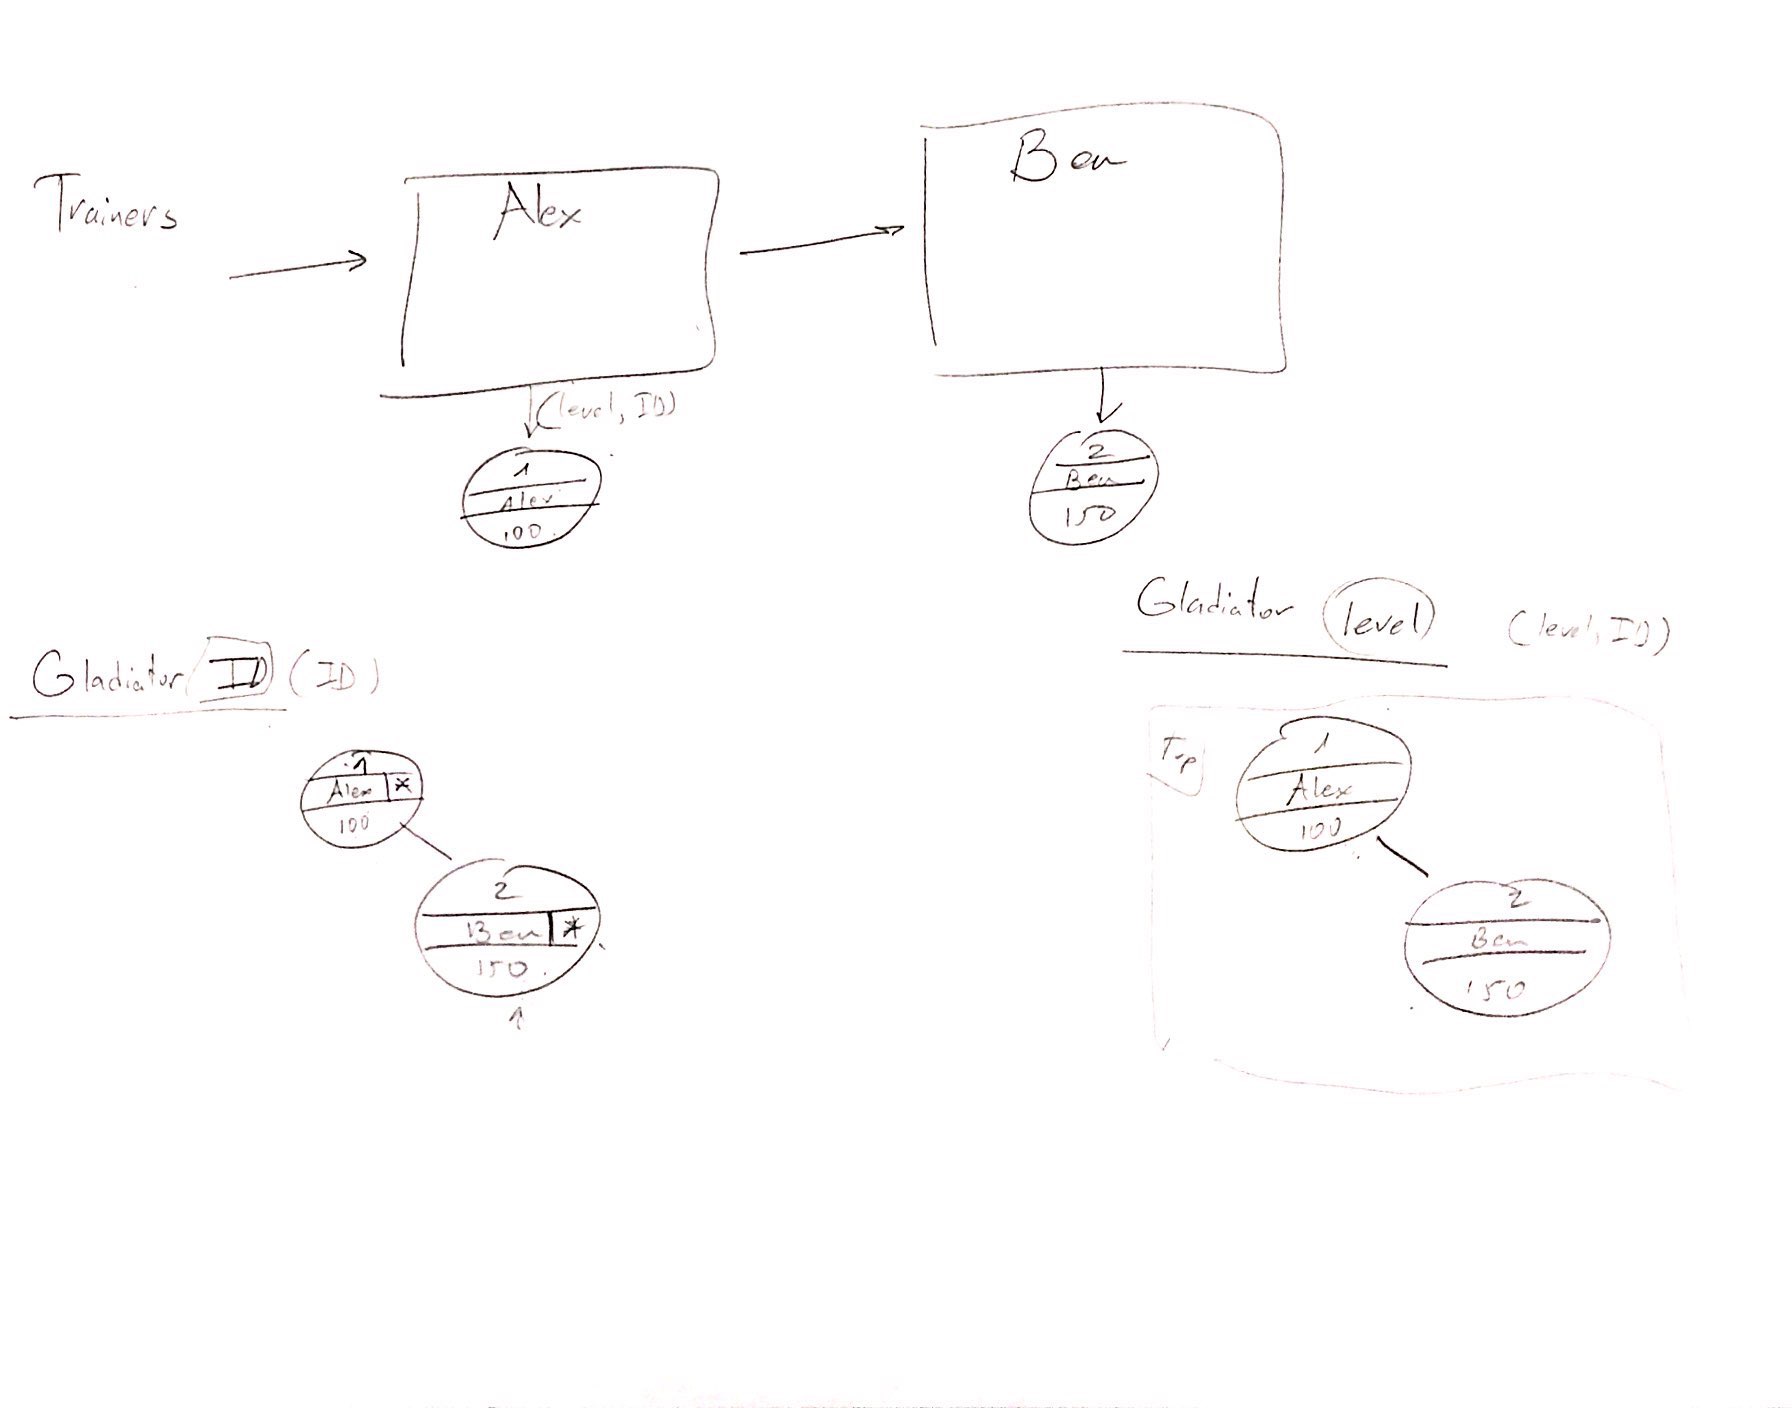 Trainers
Alex
Ben
(level, ID)
1
Alex
100
2
Ben
150
Gladiator ID (ID)
1
Alex *
100
2
Ben *
150
Gladiator level (level, ID)
Top
1
Alex
100
2
Ben
150